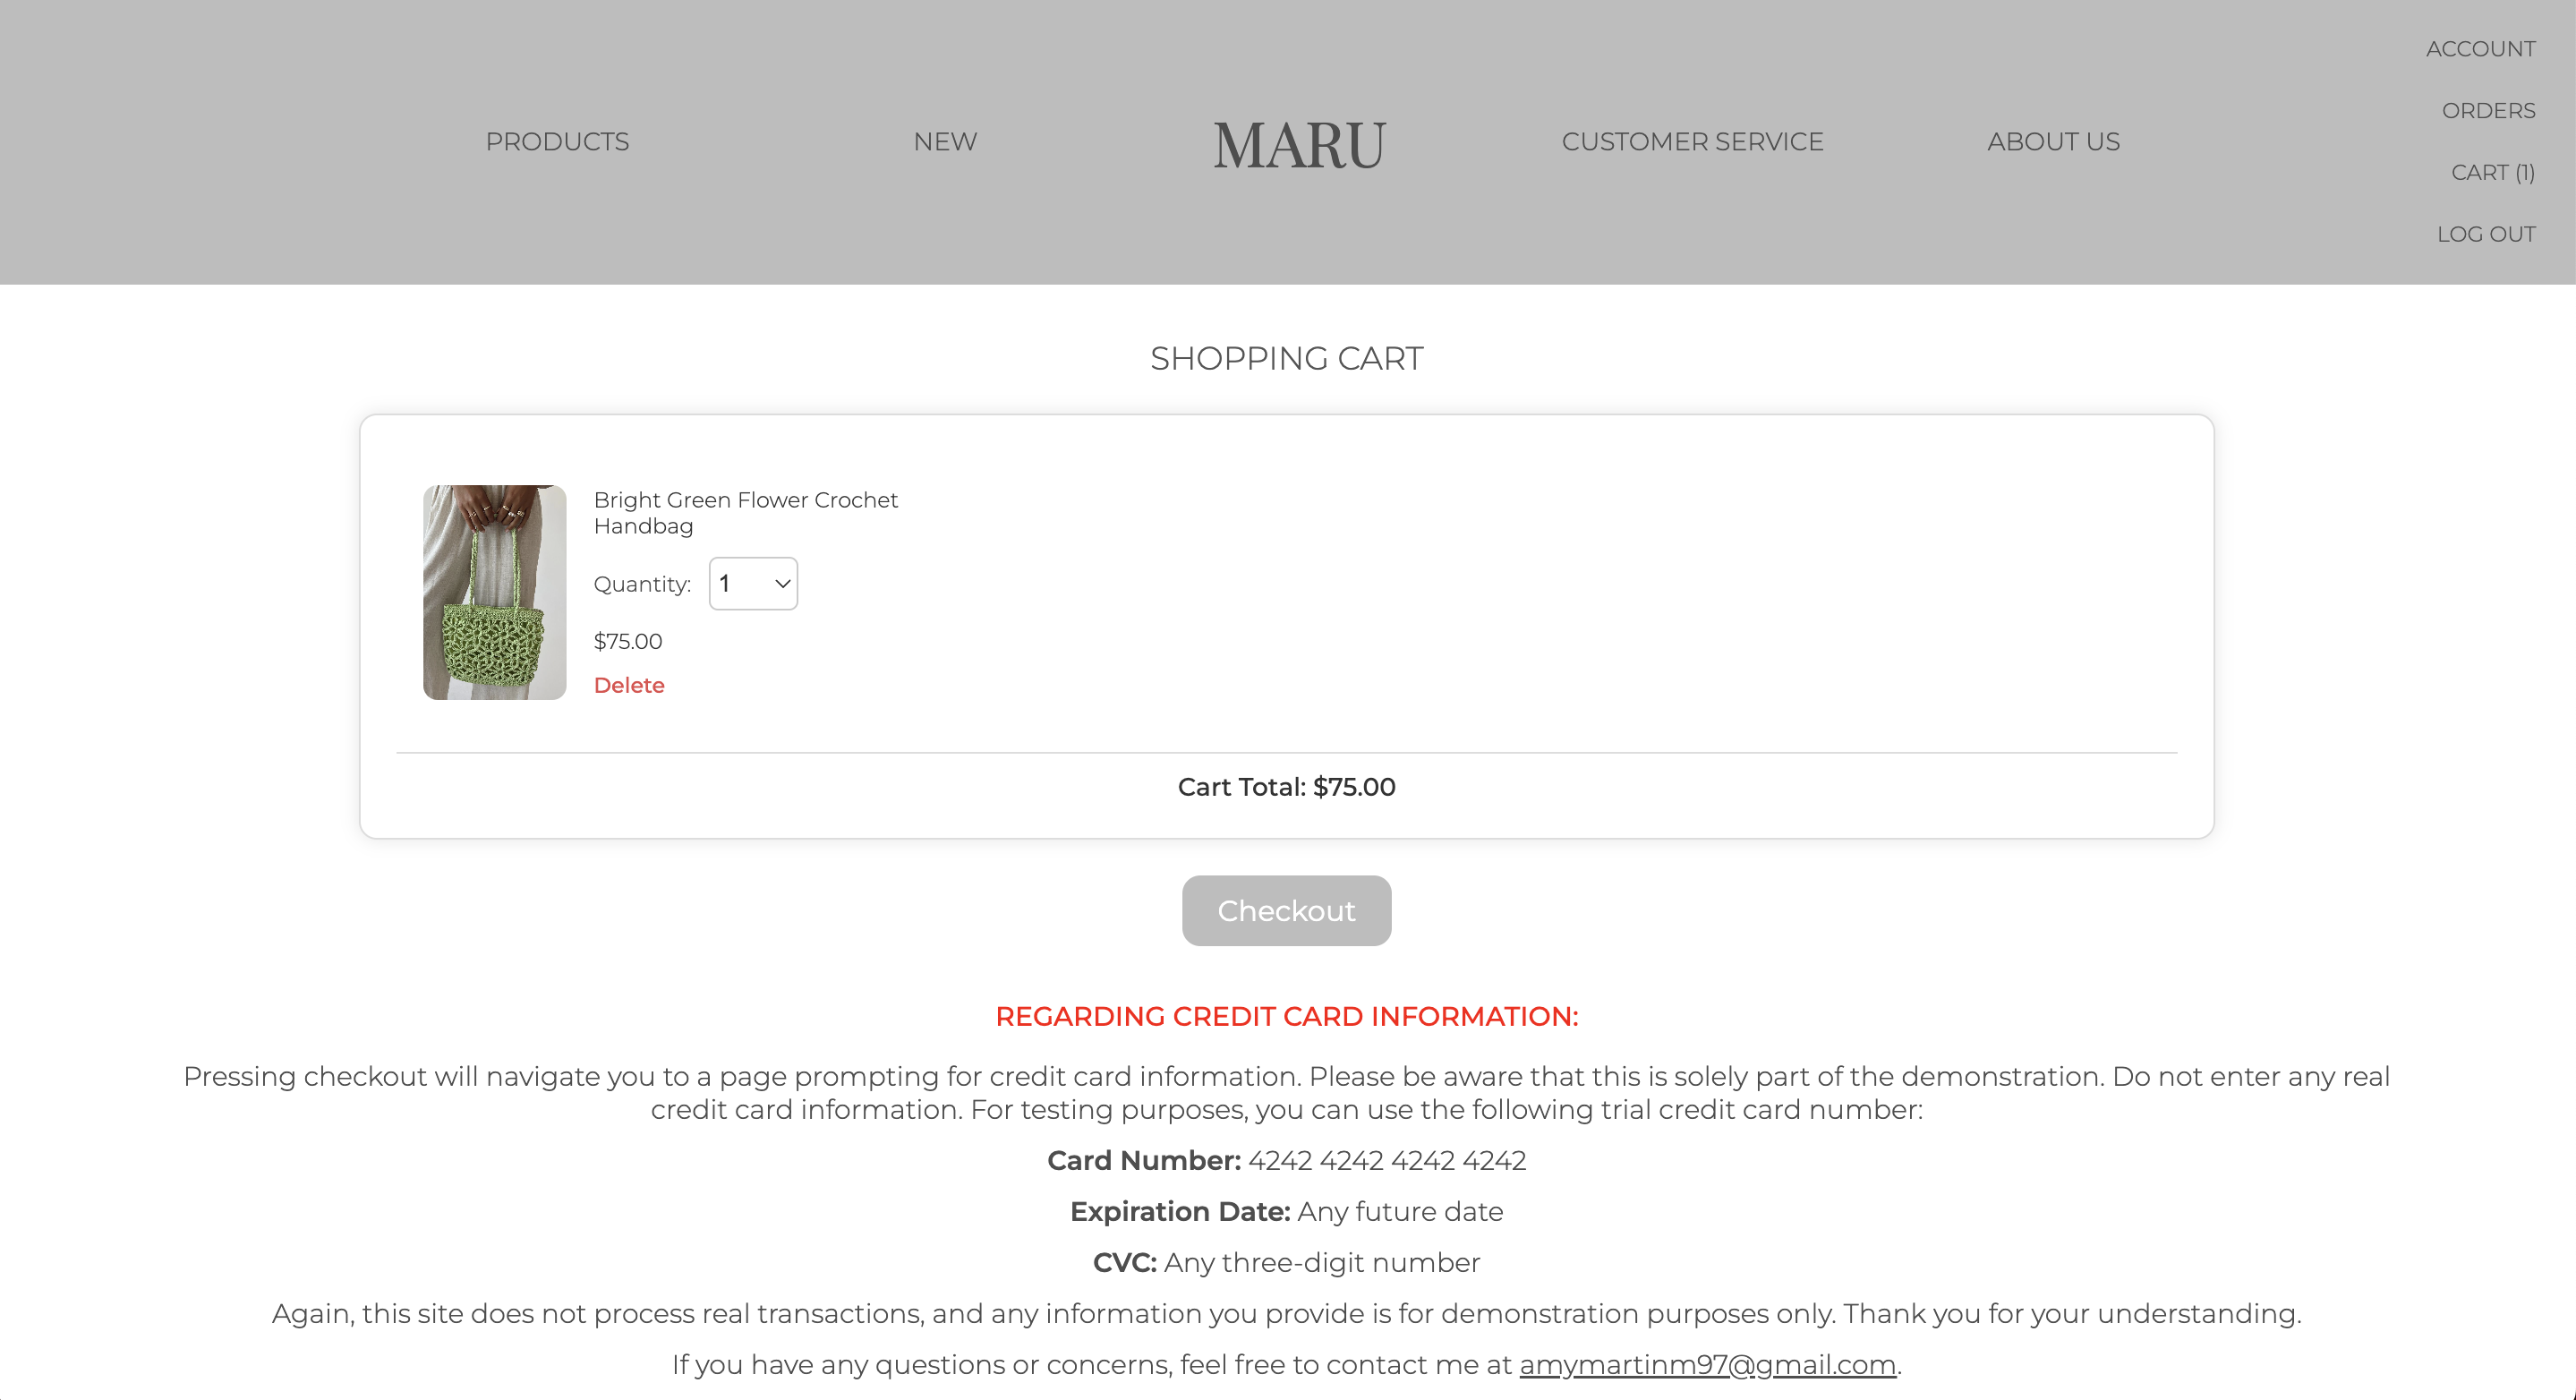 ACCOUNT
ORDERS
CART (1)
LOG OUT
PRODUCTS
NEW
MARU
CUSTOMER SERVICE
ABOUT US
SHOPPING CART
Bright Green Flower Crochet
Handbag
Quantity: 1
$75.00
Delete
Cart Total: $75.00
Checkout
REGARDING CREDIT CARD INFORMATION:
Pressing checkout will navigate you to a page prompting for credit card information. Please be aware that this is solely part of the demonstration. Do not enter any real
credit card information. For testing purposes, you can use the following trial credit card number:
Card Number: 4242 4242 4242 4242
Expiration Date: Any future date
CVC: Any three-digit number
Again, this site does not process real transactions, and any information you provide is for demonstration purposes only. Thank you for your understanding.
If you have any questions or concerns, feel free to contact me at amymartinm97@gmail.com.